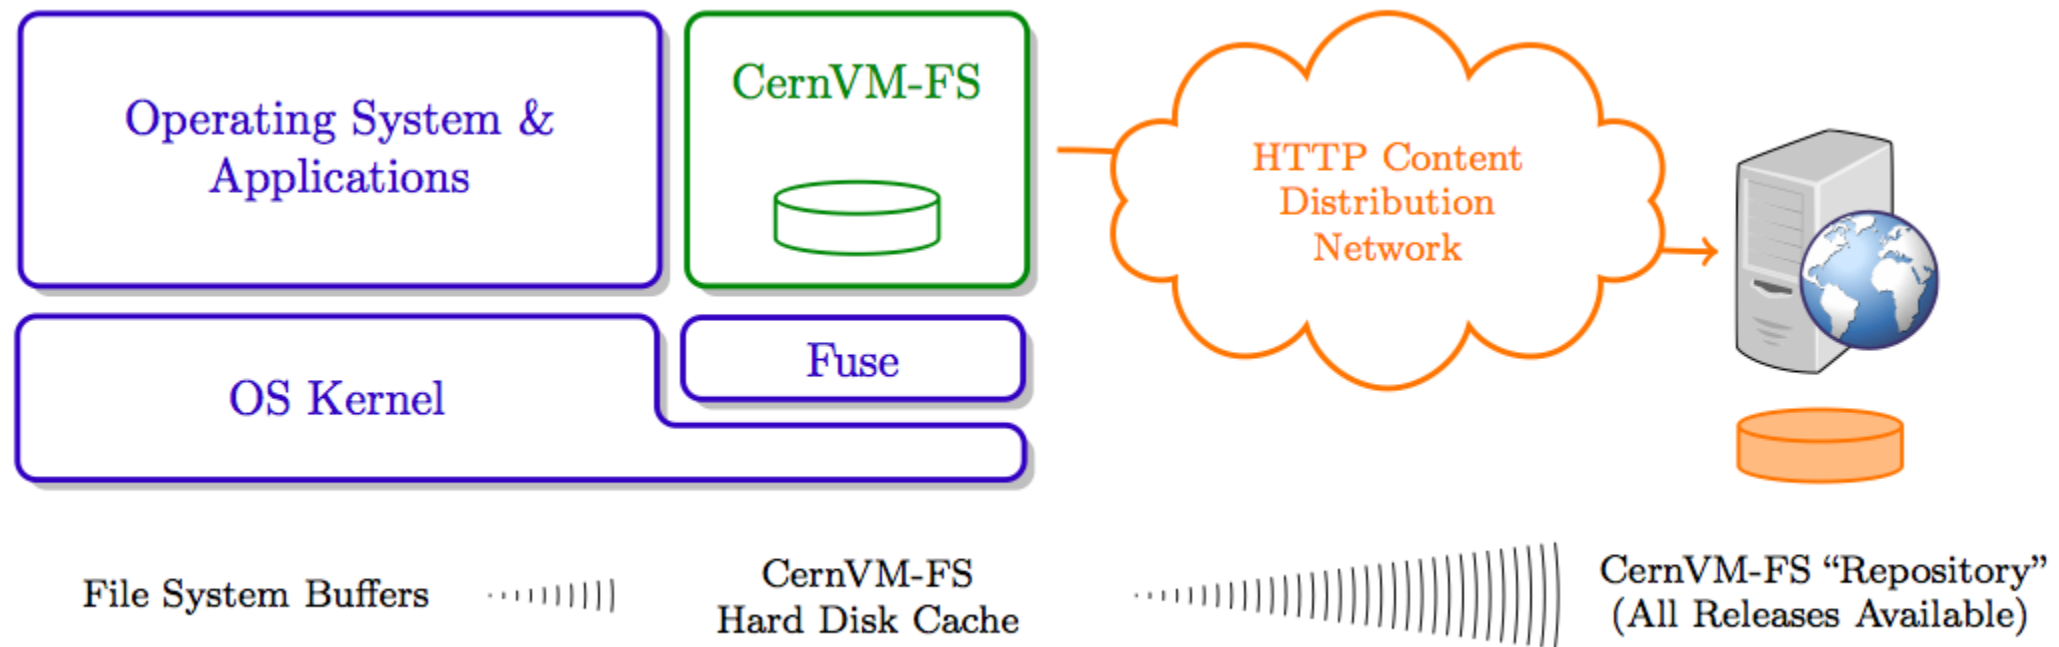 Operating System &
Applications
CernVM-FS
HTTP Content
Distribution
Network
OS Kernel
Fuse
File System Buffers
CernVM-FS
Hard Disk Cache
CernVM-FS “Repository”
(All Releases Available)